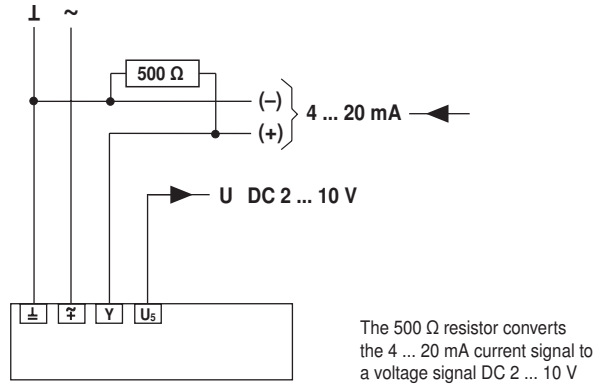 ⊥ ~
500 Ω
(–)
4 ... 20 mA
(+)
U DC 2 ... 10 V
Y U5
The 500 Ω resistor converts
the 4 ... 20 mA current signal to
a voltage signal DC 2 ... 10 V